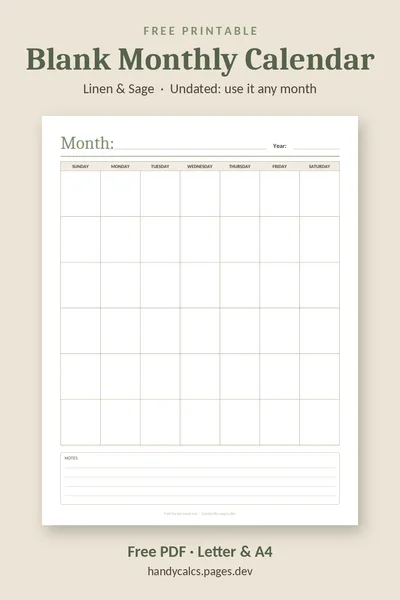 FREE PRINTABLE
Blank Monthly Calendar
Linen & Sage · Undated: use it any month
Month:
Year:
SUNDAY MONDAY TUESDAY WEDNESDAY THURSDAY FRIDAY SATURDAY
NOTES
Free PDF · Letter & A4
handycalcs.pages.dev